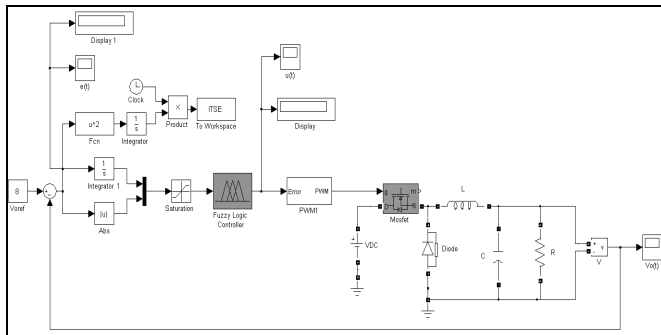 Display 1
e(t)
Clock
u^2
Fcn
1
s
Integrator
x
Product
ITSE
To Workspace
u(t)
Display
8
Voref
1
s
Integrator 1
|u|
Abs
Saturation
Fuzzy Logic
Controller
Error
PWM
PWM1
g
m
D
S
Mosfet
VDC
Diode
L
C
R
+
-
v
V
Vo(t)